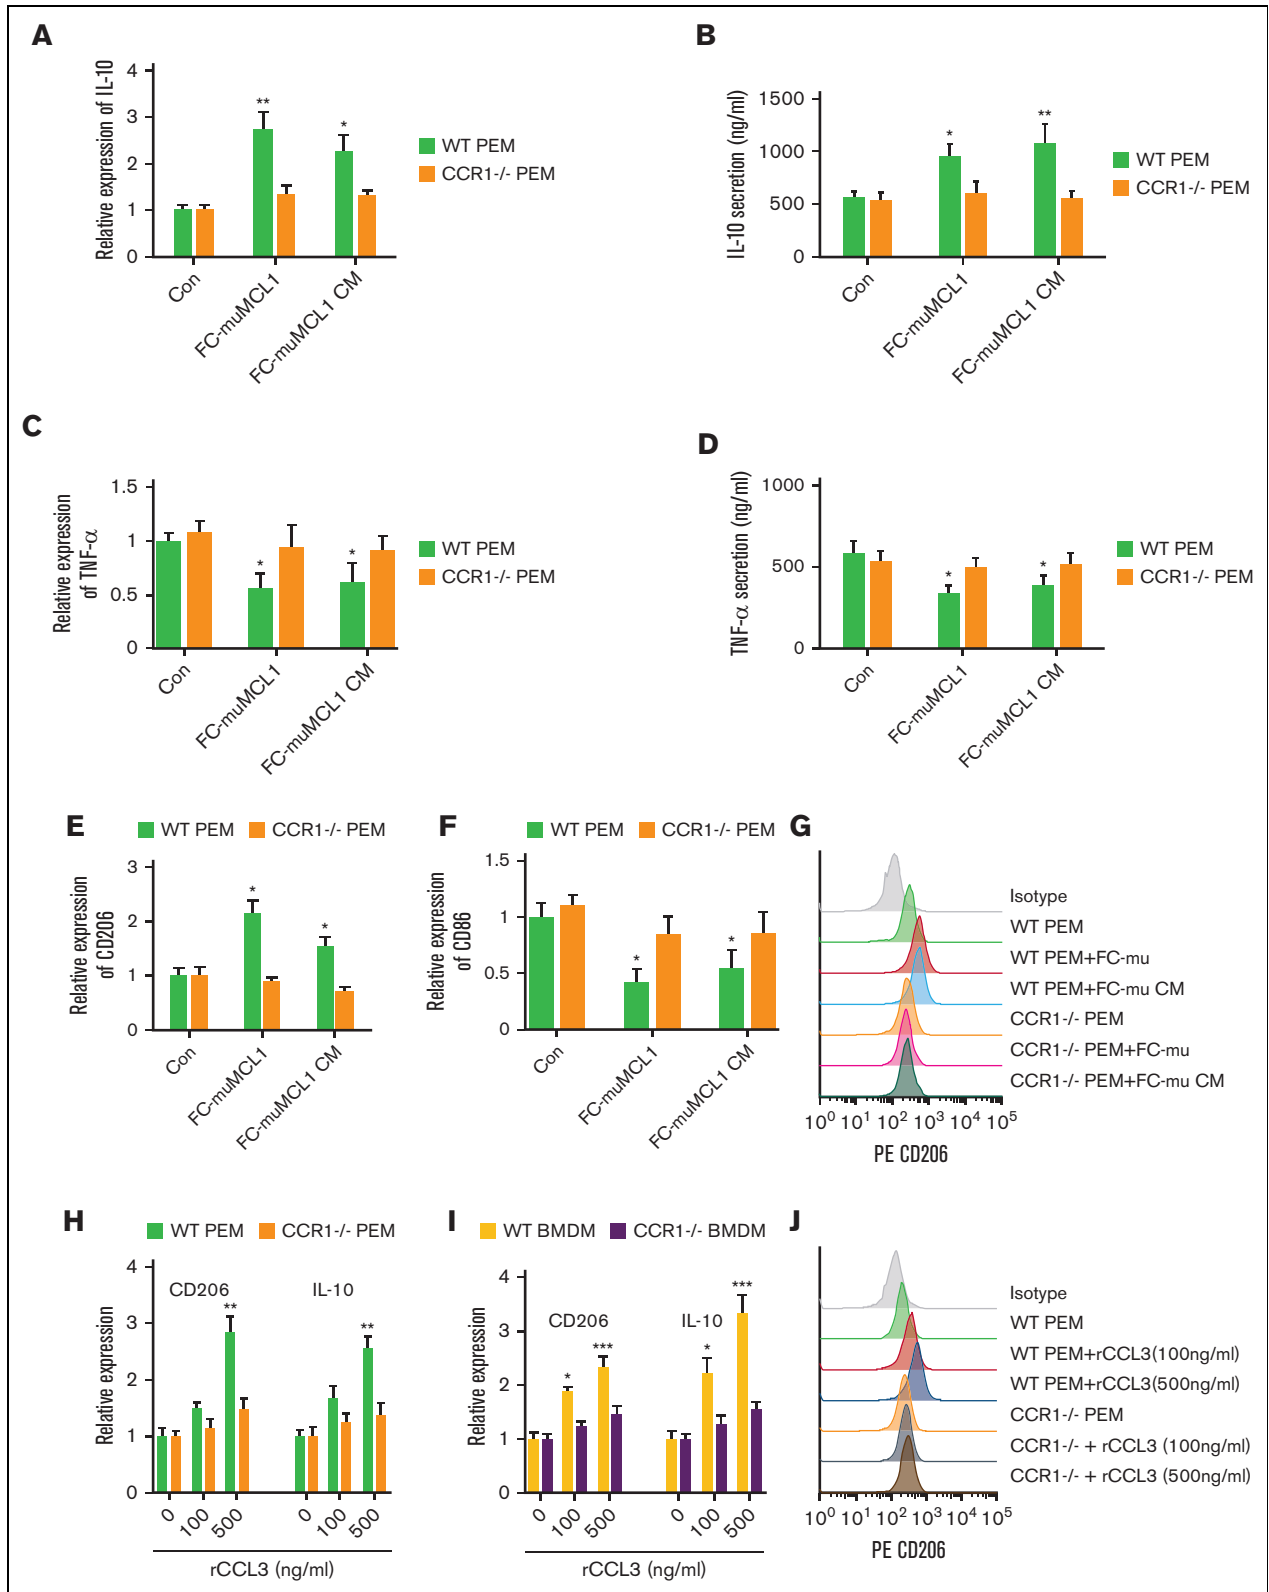 A
Relative expression of IL-10
4
3
2
1
0
**
*
WT PEM
CCR1-/- PEM
Con
FC-muMCL1
FC-muMCL1 CM
B
IL-10 secretion (ng/ml)
1500
1000
500
0
*
**
WT PEM
CCR1-/- PEM
Con
FC-muMCL1
FC-muMCL1 CM
C
Relative expression
of TNF-α
1.5
1
0.5
0
*
*
WT PEM
CCR1-/- PEM
Con
FC-muMCL1
FC-muMCL1 CM
D
TNF-α secretion (ng/ml)
1000
500
0
*
*
WT PEM
CCR1-/- PEM
Con
FC-muMCL1
FC-muMCL1 CM
E
WT PEM
CCR1-/- PEM
Relative expression
of CD206
3
2
1
0
*
*
Con
FC-muMCL1
FC-muMCL1 CM
F
WT PEM
CCR1-/- PEM
Relative expression
of CD86
1.5
1
0.5
0
*
*
Con
FC-muMCL1
FC-muMCL1 CM
G
Isotype
WT PEM
WT PEM+FC-mu
WT PEM+FC-mu CM
CCR1-/- PEM
CCR1-/- PEM+FC-mu
CCR1-/- PEM+FC-mu CM
10⁰ 10¹ 10² 10³ 10⁴ 10⁵
PE CD206
H
WT PEM
CCR1-/- PEM
Relative expression
4
3
2
1
0
CD206
IL-10
**
**
0 100 500 0 100 500
rCCL3 (ng/ml)
I
WT BMDM
CCR1-/- BMDM
Relative expression
4
3
2
1
0
CD206
IL-10
* ***
* ***
0 100 500 0 100 500
rCCL3 (ng/ml)
J
Isotype
WT PEM
WT PEM+rCCL3(100ng/ml)
WT PEM+rCCL3(500ng/ml)
CCR1-/- PEM
CCR1-/- + rCCL3 (100ng/ml)
CCR1-/- + rCCL3 (500ng/ml)
10⁰ 10¹ 10² 10³ 10⁴ 10⁵
PE CD206